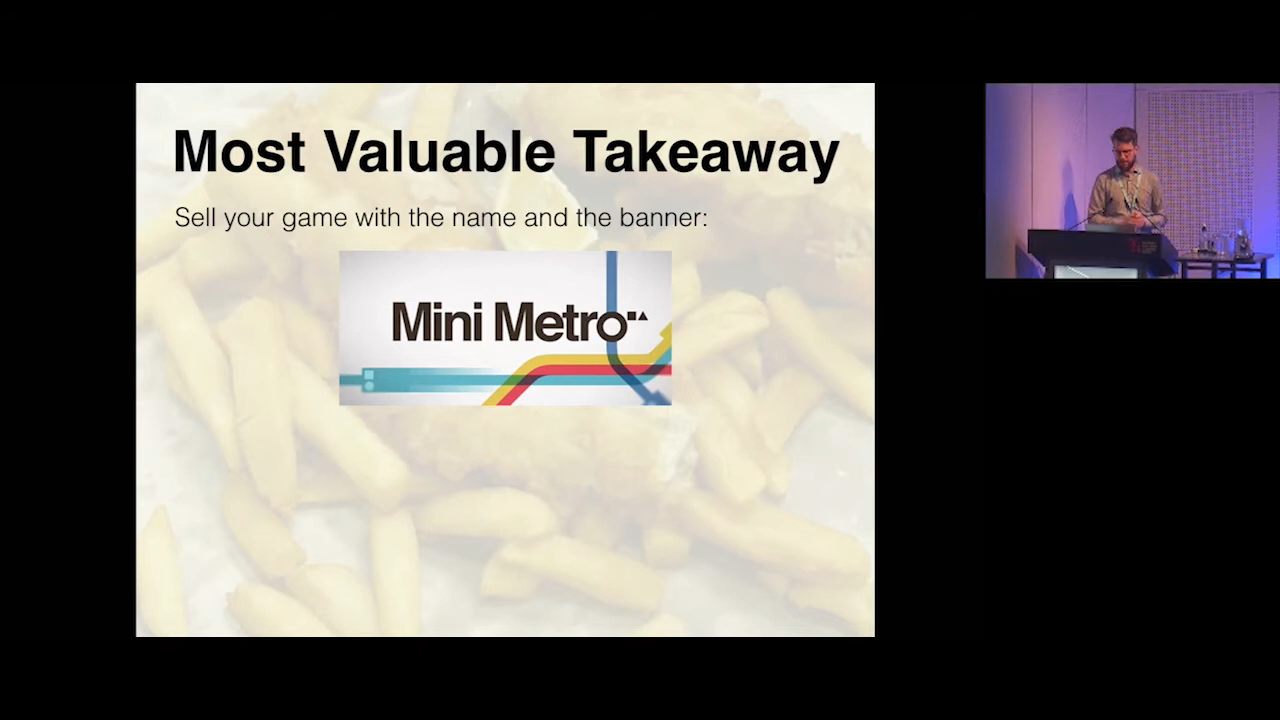 Most Valuable Takeaway
Sell your game with the name and the banner:
Mini Metro